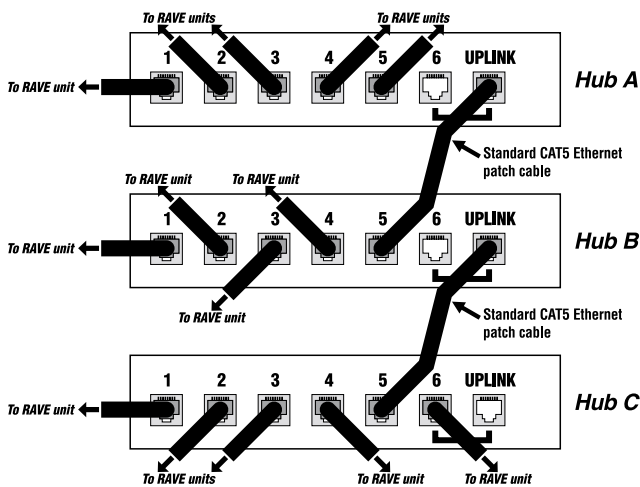 To RAVE units
To RAVE units
1 2 3 4 5 6 UPLINK
To RAVE unit
Hub A
Standard CAT5 Ethernet
patch cable
To RAVE unit
To RAVE unit
1 2 3 4 5 6 UPLINK
To RAVE unit
Hub B
To RAVE unit
Standard CAT5 Ethernet
patch cable
1 2 3 4 5 6 UPLINK
To RAVE unit
Hub C
To RAVE units
To RAVE unit
To RAVE unit